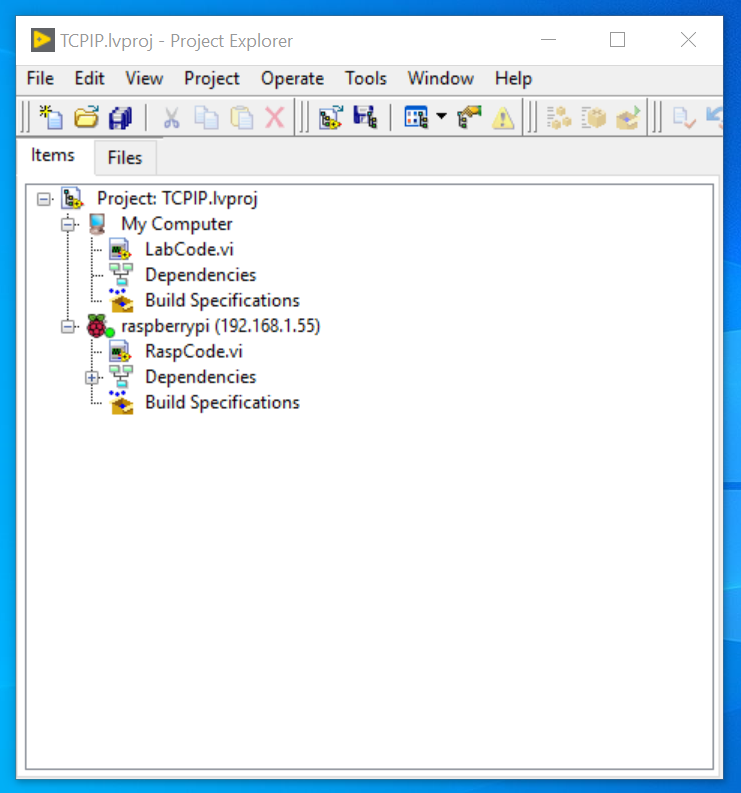 TCPIP.lvproj - Project Explorer
File Edit View Project Operate Tools Window Help
Items Files
Project: TCPIP.lvproj
My Computer
LabCode.vi
Dependencies
Build Specifications
raspberrypi (192.168.1.55)
RaspCode.vi
Dependencies
Build Specifications